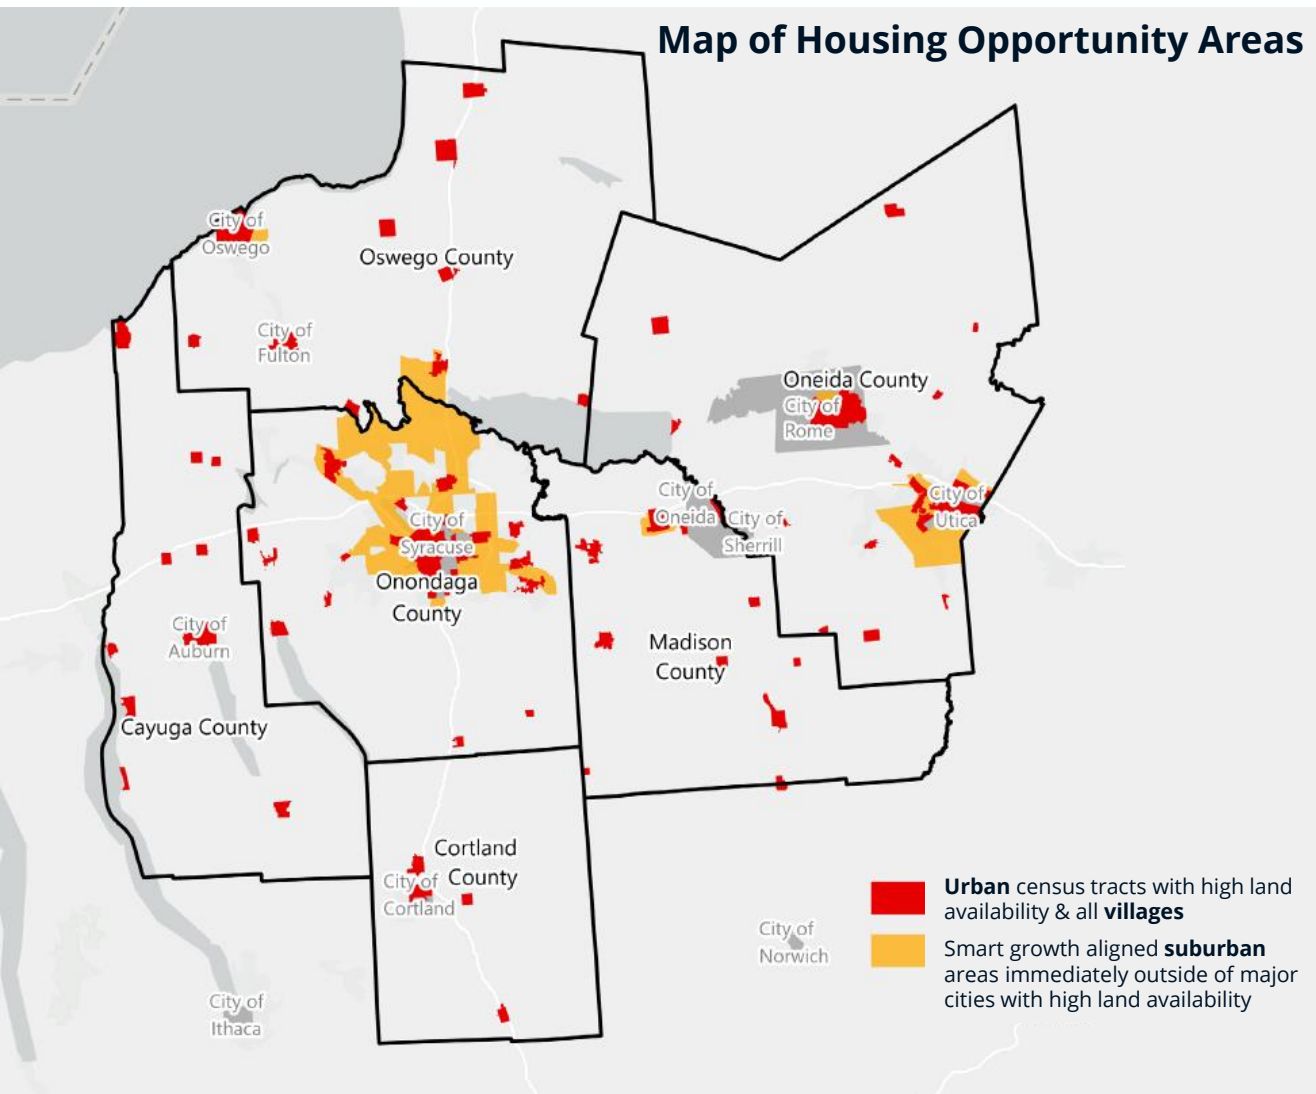 Map of Housing Opportunity Areas
City of
Oswego
Oswego County
City of
Fulton
Oneida County
City of
Rome
City of
Oneida
City of
Sherrill
City of
Utica
City of
Syracuse
Onondaga
County
City of
Auburn
Madison
County
Cayuga County
Cortland
County
City of
Cortland
City of
Norwich
City of
Ithaca
Urban census tracts with high land
availability & all villages
Smart growth aligned suburban
areas immediately outside of major
cities with high land availability